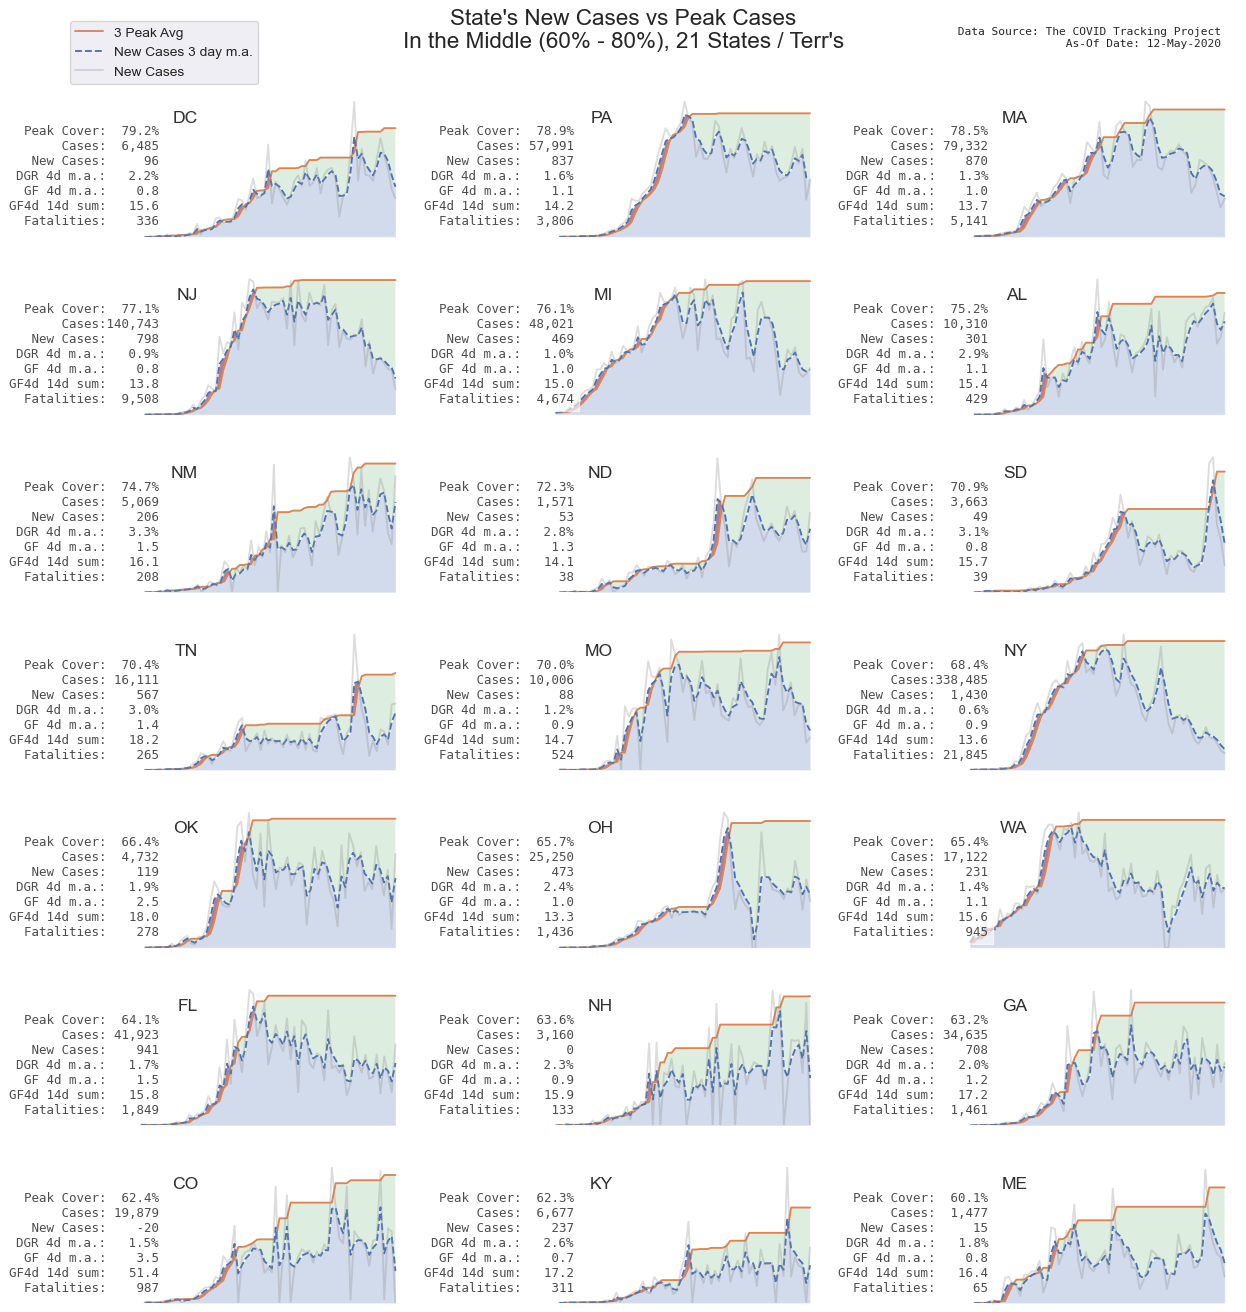 State's New Cases vs Peak Cases
In the Middle (60% - 80%), 21 States / Terr's
3 Peak Avg
New Cases 3 day m.a.
New Cases
Data Source: The COVID Tracking Project
As-Of Date: 12-May-2020
DC
Peak Cover: 79.2%
Cases: 6,485
New Cases: 96
DGR 4d m.a.: 2.2%
GF 4d m.a.: 0.8
GF4d 14d sum: 15.6
Fatalities: 336
PA
Peak Cover: 78.9%
Cases: 57,991
New Cases: 837
DGR 4d m.a.: 1.6%
GF 4d m.a.: 1.1
GF4d 14d sum: 14.2
Fatalities: 3,806
MA
Peak Cover: 78.5%
Cases: 79,332
New Cases: 870
DGR 4d m.a.: 1.3%
GF 4d m.a.: 1.0
GF4d 14d sum: 13.7
Fatalities: 5,141
NJ
Peak Cover: 77.1%
Cases:140,743
New Cases: 798
DGR 4d m.a.: 0.9%
GF 4d m.a.: 0.8
GF4d 14d sum: 13.8
Fatalities: 9,508
MI
Peak Cover: 76.1%
Cases: 48,021
New Cases: 469
DGR 4d m.a.: 1.0%
GF 4d m.a.: 1.0
GF4d 14d sum: 15.0
Fatalities: 4,674
AL
Peak Cover: 75.2%
Cases: 10,310
New Cases: 301
DGR 4d m.a.: 2.9%
GF 4d m.a.: 1.1
GF4d 14d sum: 15.4
Fatalities: 429
NM
Peak Cover: 74.7%
Cases: 5,069
New Cases: 206
DGR 4d m.a.: 3.3%
GF 4d m.a.: 1.5
GF4d 14d sum: 16.1
Fatalities: 208
ND
Peak Cover: 72.3%
Cases: 1,571
New Cases: 53
DGR 4d m.a.: 2.8%
GF 4d m.a.: 1.3
GF4d 14d sum: 14.1
Fatalities: 38
SD
Peak Cover: 70.9%
Cases: 3,663
New Cases: 49
DGR 4d m.a.: 3.1%
GF 4d m.a.: 0.8
GF4d 14d sum: 15.7
Fatalities: 39
TN
Peak Cover: 70.4%
Cases: 16,111
New Cases: 567
DGR 4d m.a.: 3.0%
GF 4d m.a.: 1.4
GF4d 14d sum: 18.2
Fatalities: 265
MO
Peak Cover: 70.0%
Cases: 10,006
New Cases: 88
DGR 4d m.a.: 1.2%
GF 4d m.a.: 0.9
GF4d 14d sum: 14.7
Fatalities: 524
NY
Peak Cover: 68.4%
Cases:338,485
New Cases: 1,430
DGR 4d m.a.: 0.6%
GF 4d m.a.: 0.9
GF4d 14d sum: 13.6
Fatalities: 21,845
OK
Peak Cover: 66.4%
Cases: 4,732
New Cases: 119
DGR 4d m.a.: 1.9%
GF 4d m.a.: 2.5
GF4d 14d sum: 18.0
Fatalities: 278
OH
Peak Cover: 65.7%
Cases: 25,250
New Cases: 473
DGR 4d m.a.: 2.4%
GF 4d m.a.: 1.0
GF4d 14d sum: 13.3
Fatalities: 1,436
WA
Peak Cover: 65.4%
Cases: 17,122
New Cases: 231
DGR 4d m.a.: 1.4%
GF 4d m.a.: 1.1
GF4d 14d sum: 15.6
Fatalities: 945
FL
Peak Cover: 64.1%
Cases: 41,923
New Cases: 941
DGR 4d m.a.: 1.7%
GF 4d m.a.: 1.5
GF4d 14d sum: 15.8
Fatalities: 1,849
NH
Peak Cover: 63.6%
Cases: 3,160
New Cases: 0
DGR 4d m.a.: 2.3%
GF 4d m.a.: 0.9
GF4d 14d sum: 15.9
Fatalities: 133
GA
Peak Cover: 63.2%
Cases: 34,635
New Cases: 708
DGR 4d m.a.: 2.0%
GF 4d m.a.: 1.2
GF4d 14d sum: 17.2
Fatalities: 1,461
CO
Peak Cover: 62.4%
Cases: 19,879
New Cases: -20
DGR 4d m.a.: 1.5%
GF 4d m.a.: 3.5
GF4d 14d sum: 51.4
Fatalities: 987
KY
Peak Cover: 62.3%
Cases: 6,677
New Cases: 237
DGR 4d m.a.: 2.6%
GF 4d m.a.: 0.7
GF4d 14d sum: 17.2
Fatalities: 311
ME
Peak Cover: 60.1%
Cases: 1,477
New Cases: 15
DGR 4d m.a.: 1.8%
GF 4d m.a.: 0.8
GF4d 14d sum: 16.4
Fatalities: 65